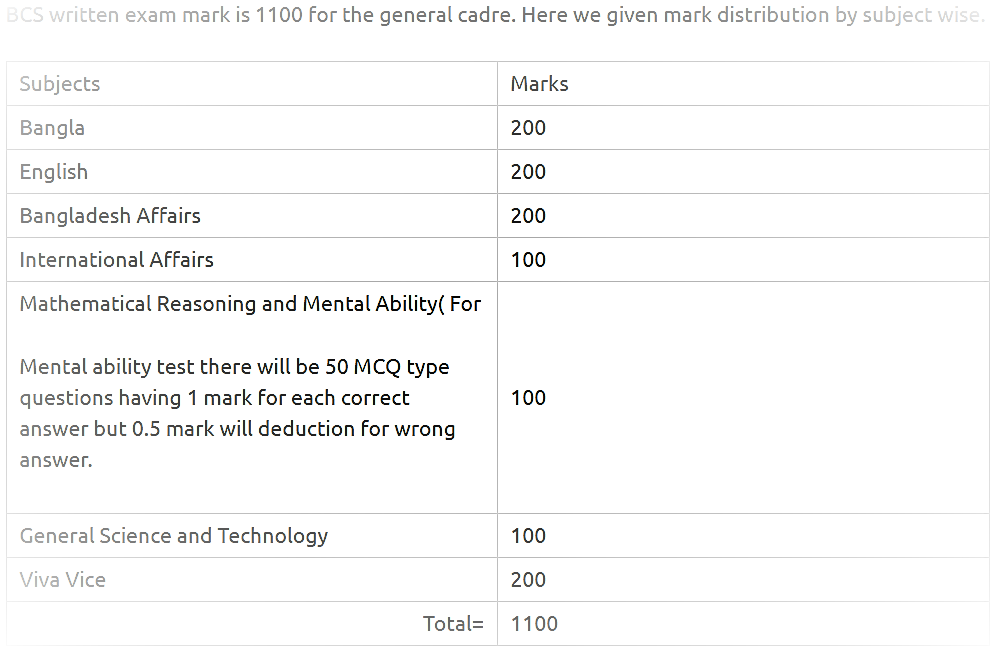 BCS written exam mark is 1100 for the general cadre. Here we given mark distribution by subject wise.
Subjects Marks
Bangla 200
English 200
Bangladesh Affairs 200
International Affairs 100
Mathematical Reasoning and Mental Ability( For
Mental ability test there will be 50 MCQ type
questions having 1 mark for each correct
100
answer but 0.5 mark will deduction for wrong
answer.
General Science and Technology 100
Viva Vice 200
Total= 1100